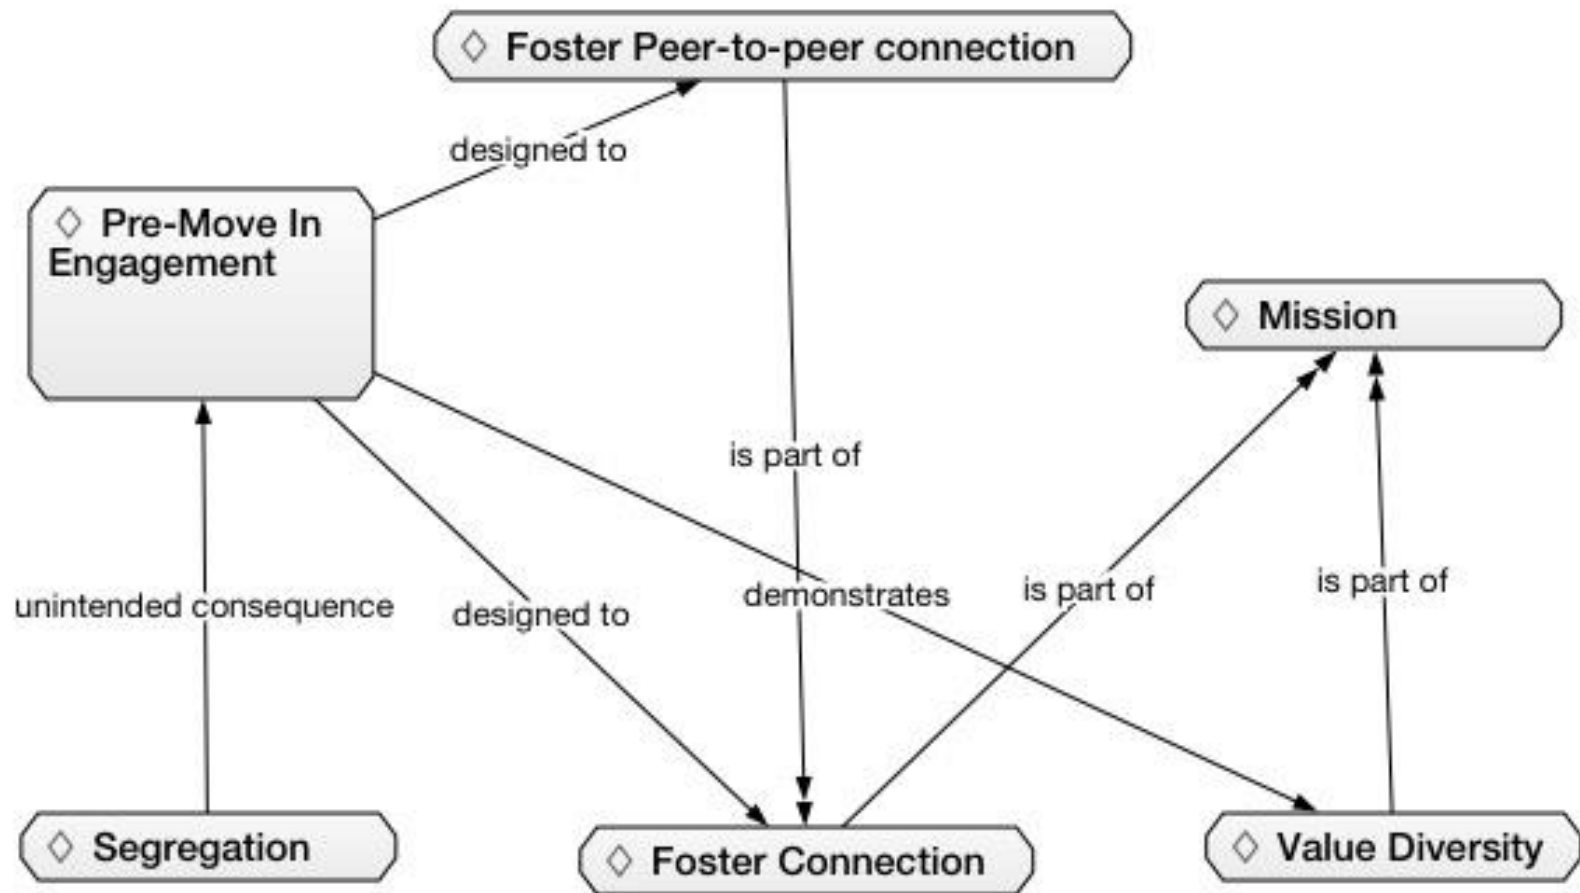 Foster Peer-to-peer connection
designed to
Pre-Move In
Engagement
Mission
is part of
unintended consequence
designed to
demonstrates
is part of
is part of
Segregation
Foster Connection
Value Diversity